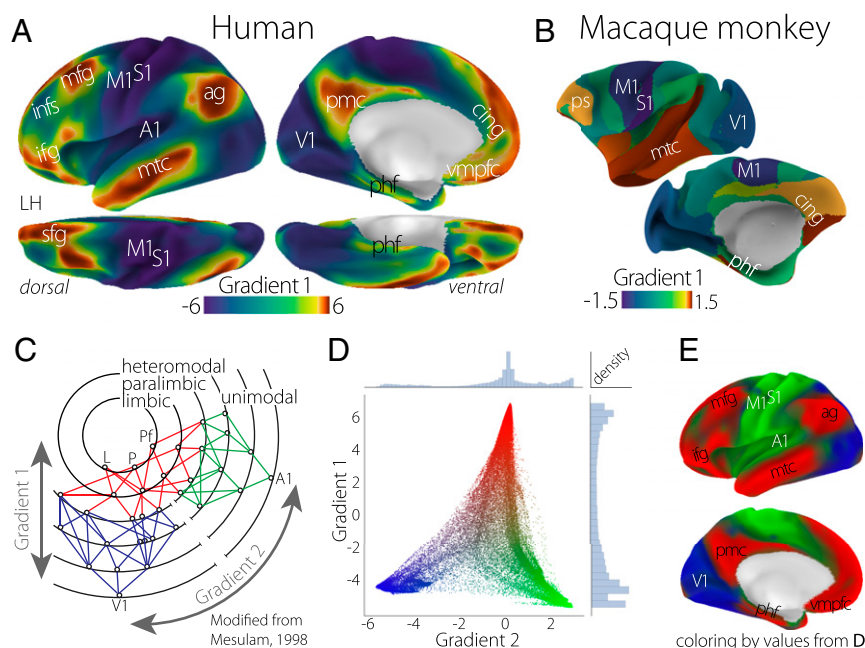 A Human
mfg M1 S1
infs ag
A1
ifg mtc
LH
pmc cing
V1
vmpfc
phf
sfg M1 S1
phf
dorsal Gradient 1 ventral
-6 6
B Macaque monkey
ps M1
S1 V1
mtc
M1
cing
phf
Gradient 1
-1.5 1.5
C
heteromodal
paralimbic
limbic
unimodal
Pf
L P
A1
Gradient 1
Gradient 2
V1
Modified from
Mesulam, 1998
D
density
6
4
2
0
-2
-4
Gradient 1
-6 -4 -2 0 2
Gradient 2
E
mfg M1 S1 ag
A1
ifg mtc
pmc
V1
phf vmpfc
coloring by values from D